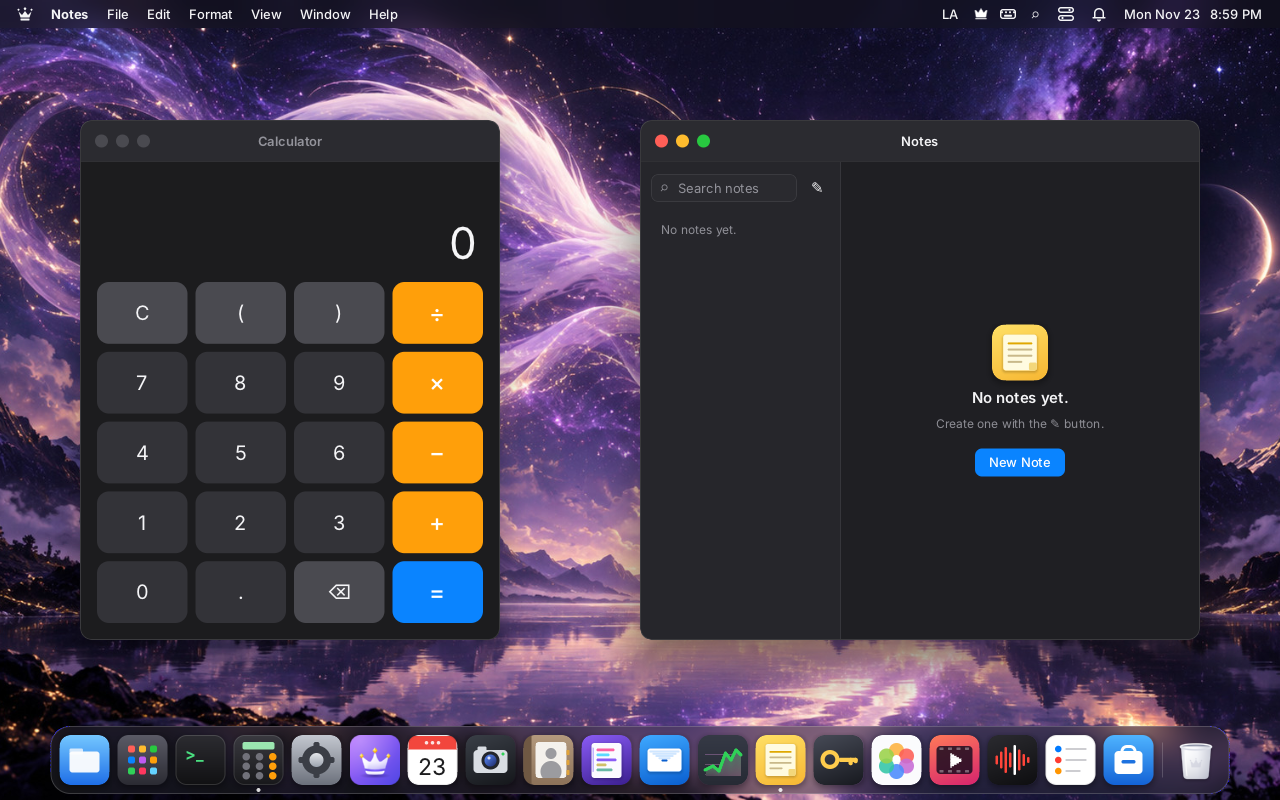 Notes File Edit Format View Window Help LA Mon Nov 23 8:59 PM
Calculator
0
C ( ) ÷
7 8 9 ×
4 5 6 −
1 2 3 +
0 . =
Notes
Search notes
No notes yet.
No notes yet.
Create one with the ✎ button.
New Note
>_
23